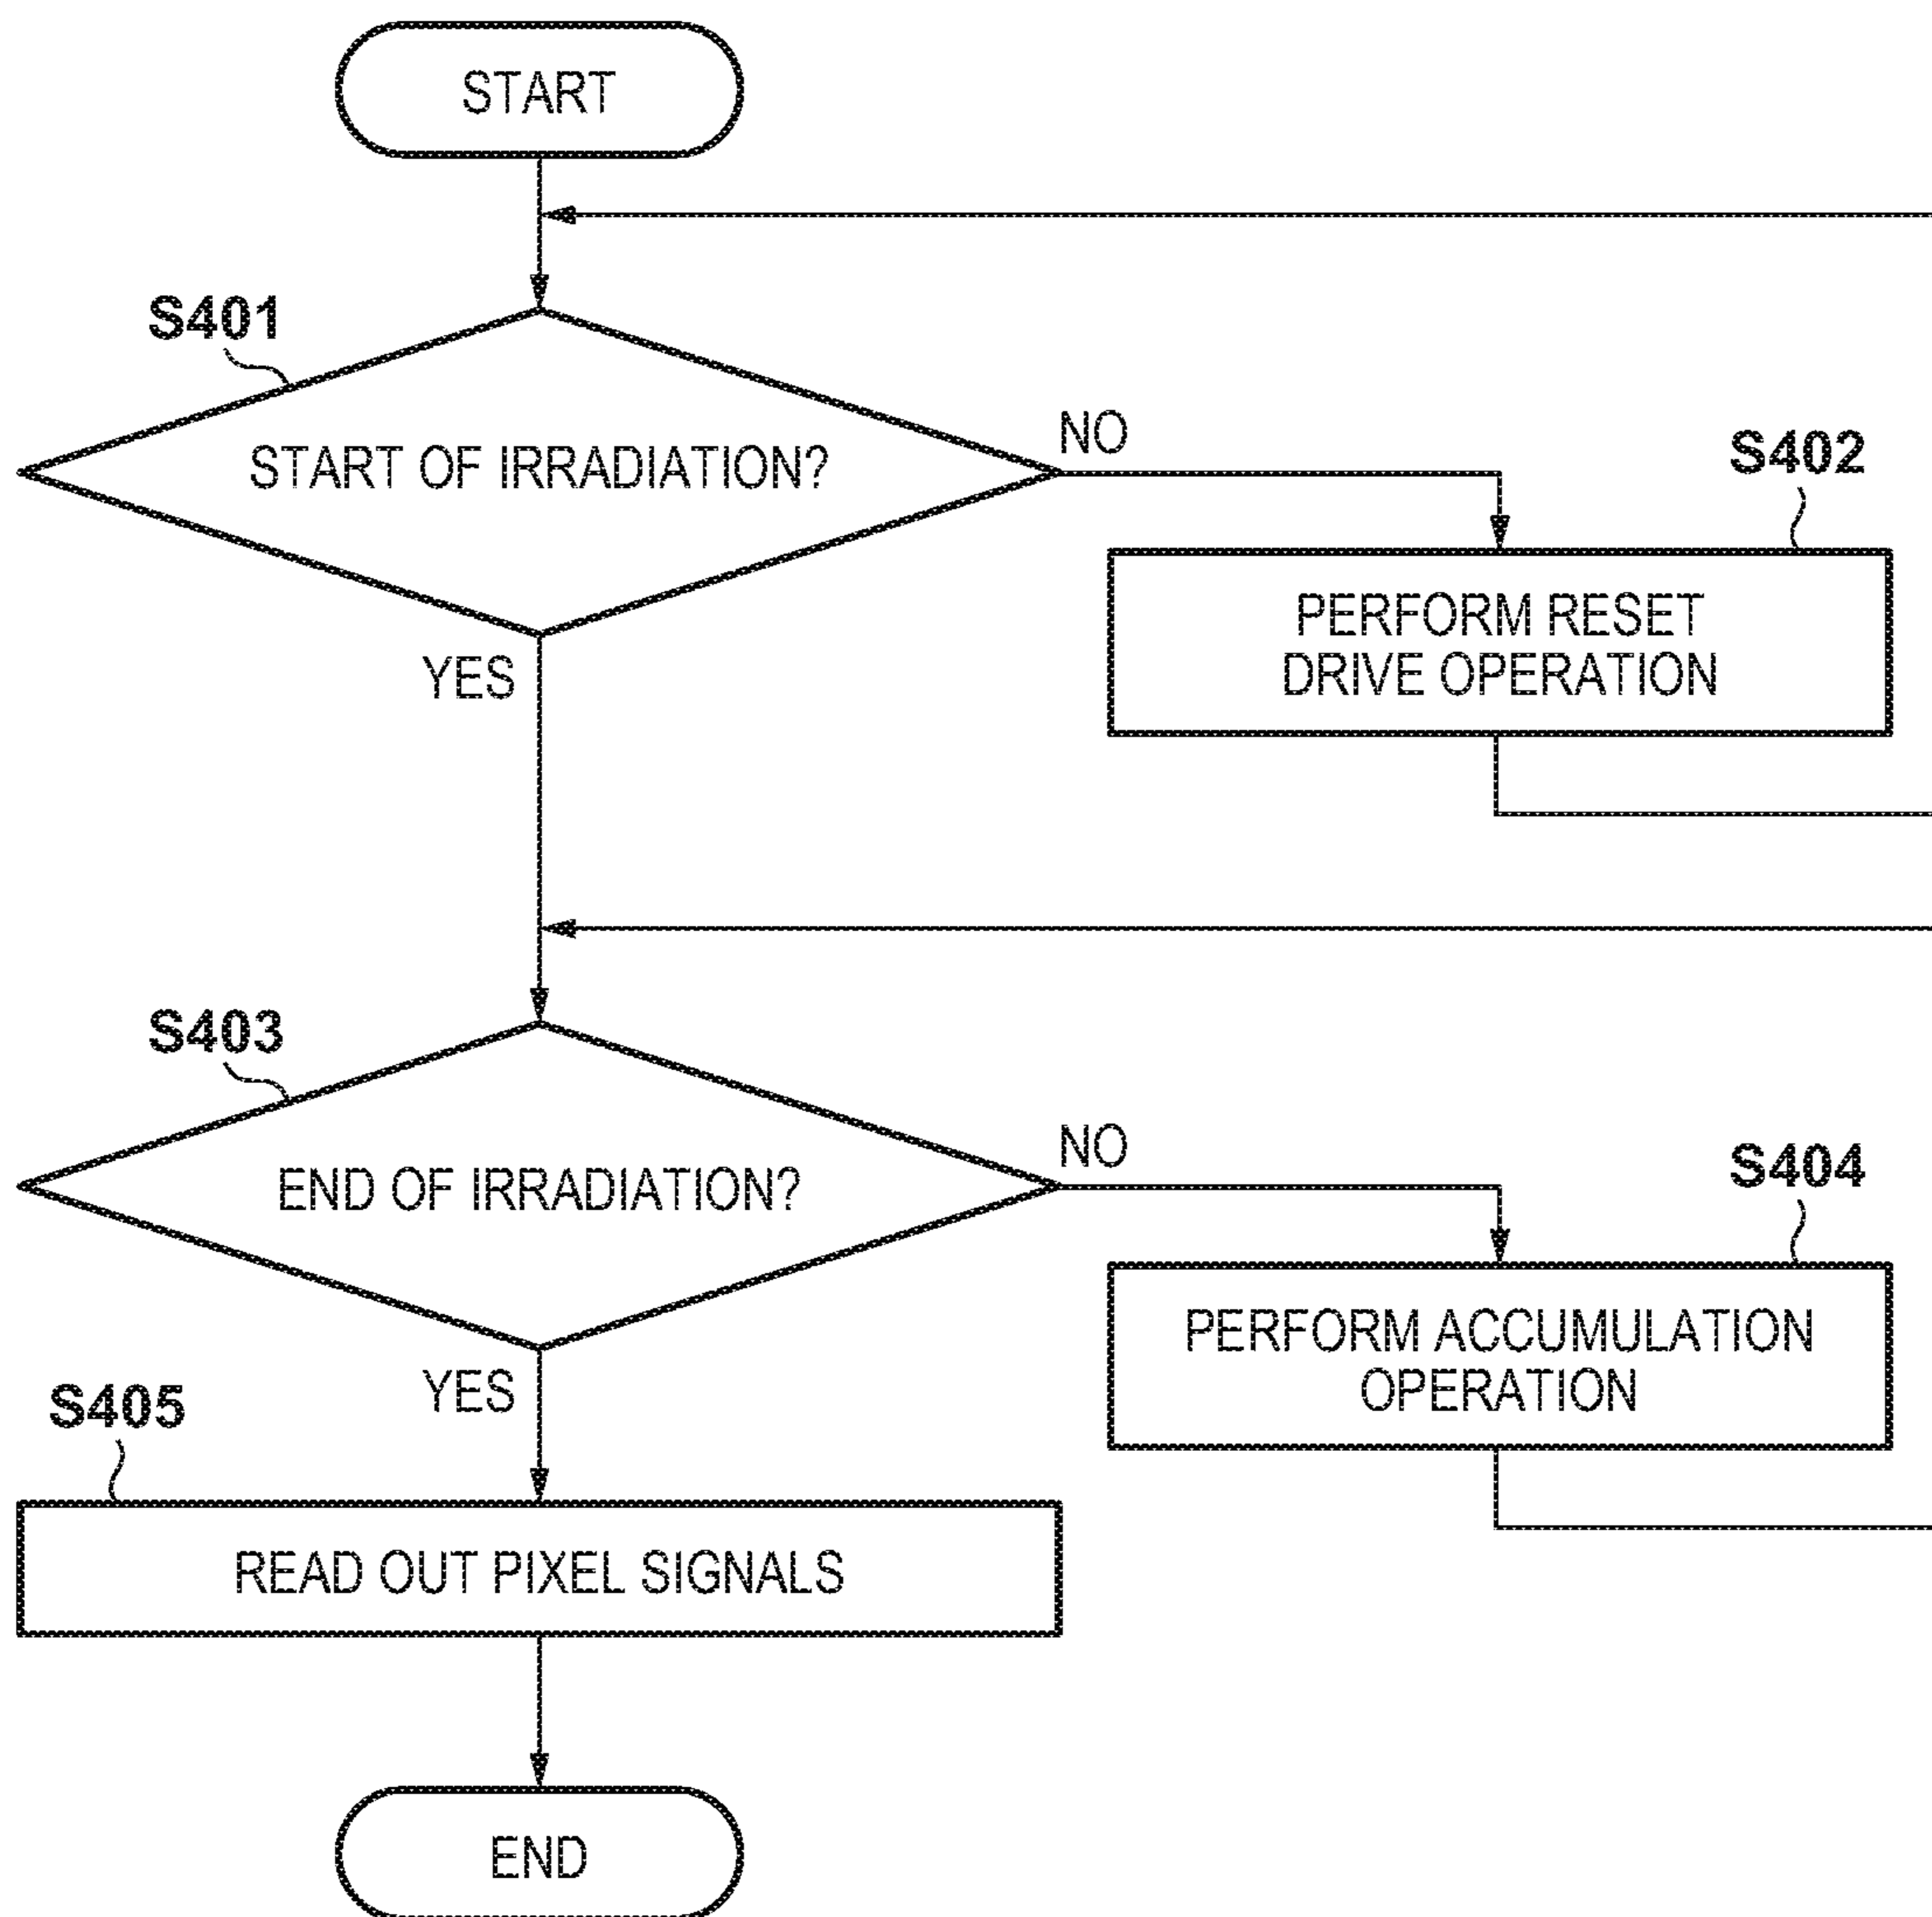 START
S401
START OF IRRADIATION?
NO
S402
PERFORM RESET
DRIVE OPERATION
YES
S403
END OF IRRADIATION?
NO
S404
PERFORM ACCUMULATION
OPERATION
YES
S405
READ OUT PIXEL SIGNALS
END